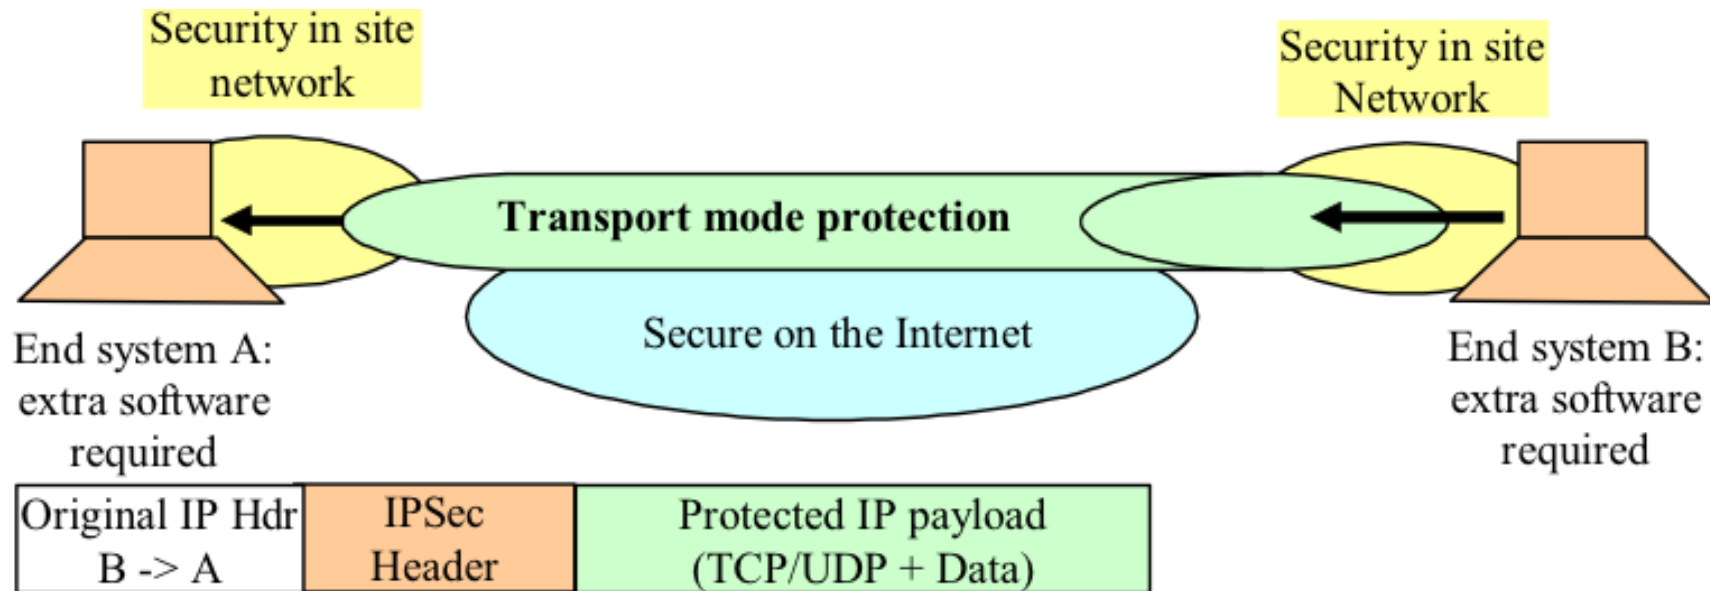 Security in site
network
Security in site
Network
Transport mode protection
Secure on the Internet
End system A:
extra software
required
End system B:
extra software
required
Original IP Hdr
B -> A
IPSec
Header
Protected IP payload
(TCP/UDP + Data)